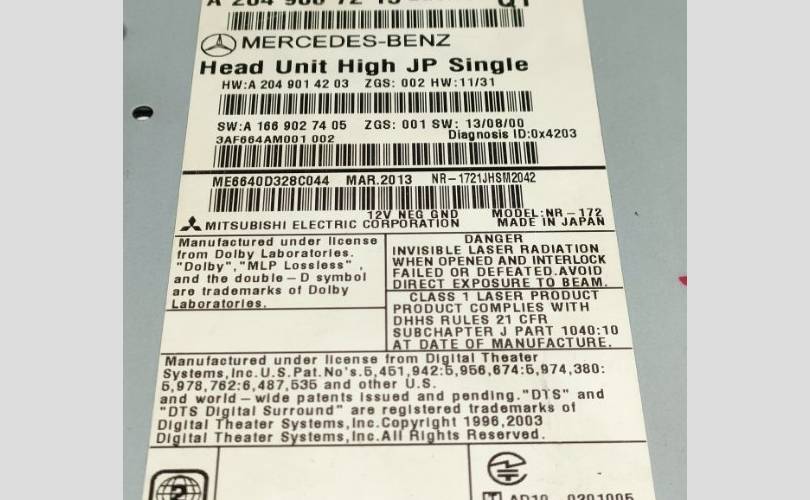 MERCEDES-BENZ
Head Unit High JP Single
HW:A 204 901 42 03 ZGS: 002 HW:11/31
SW:A 166 902 74 05 ZGS: 001 SW: 13/08/00
3AF664AM001 002 Diagnosis ID:0x4203
ME6640D328C044 MAR.2013 NR-1721JHSM2042
12V NEG GND MODEL:NR-172
MITSUBISHI ELECTRIC CORPORATION MADE IN JAPAN
Manufactured under license
from Dolby Laboratories.
"Dolby","MLP Lossless",
and the double-D symbol
are trademarks of Dolby
Laboratories.
DANGER
INVISIBLE LASER RADIATION
WHEN OPENED AND INTERLOCK
FAILED OR DEFEATED.AVOID
DIRECT EXPOSURE TO BEAM.
CLASS 1 LASER PRODUCT
PRODUCT COMPLIES WITH
DHHS RULES 21 CFR
SUBCHAPTER J PART 1040:10
AT DATE OF MANUFACTURE.
Manufactured under license from Digital Theater
Systems,Inc.U.S.Pat.No's.5,451,942:5,956,674:5,974,380:
5,978,762:6,487,535 and other U.S.
and world-wide patents issued and pending."DTS" and
"DTS Digital Surround" are registered trademarks of
Digital Theater Systems,Inc.Copyright 1996,2003
Digital Theater Systems,Inc.All Rights Reserved.
2